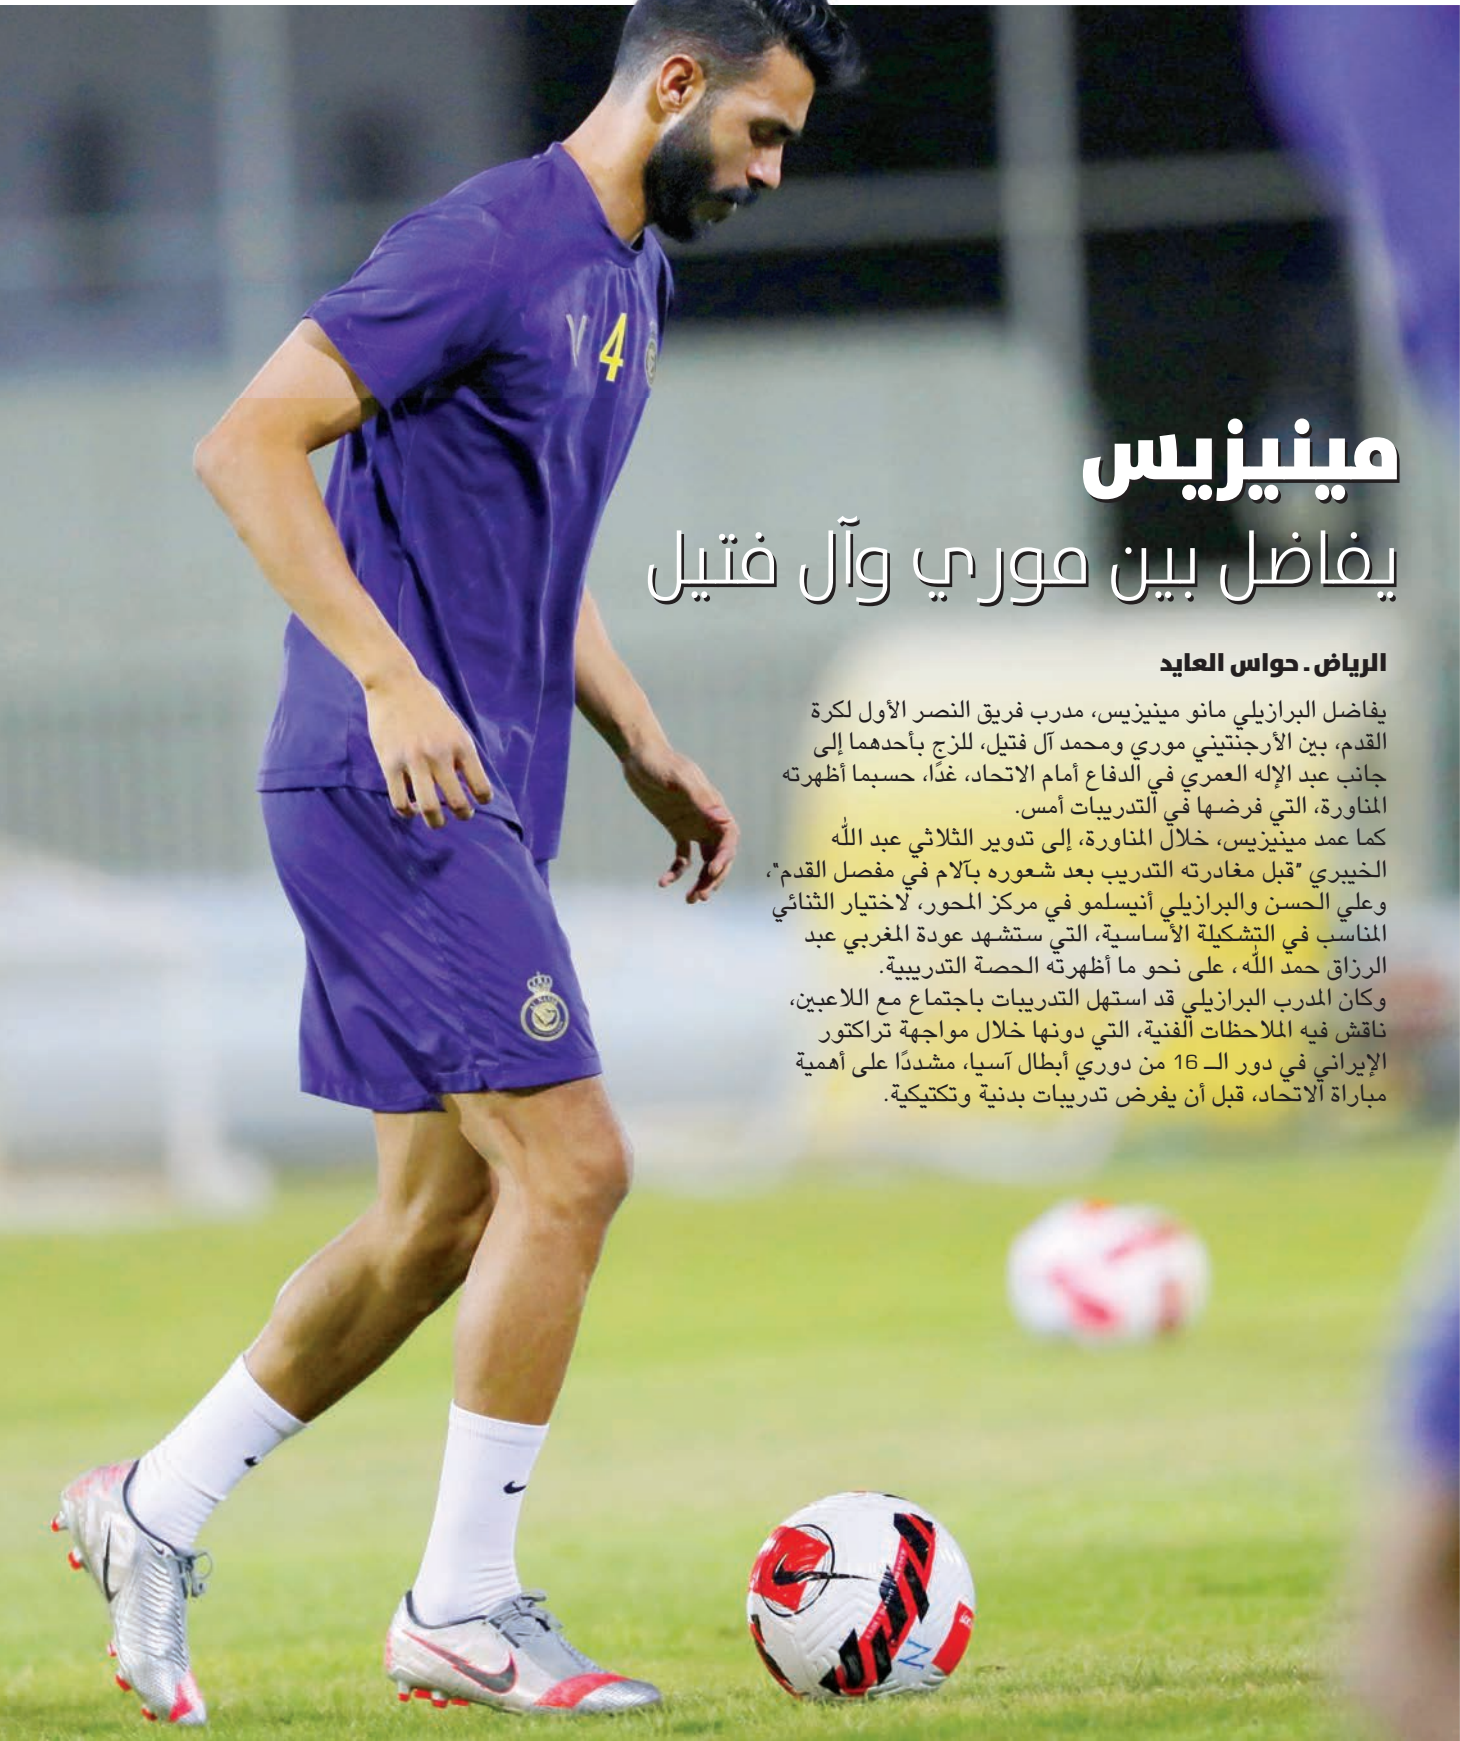 مينيزيس
يفاضل بين موري وآل فتيل
الرياض ـ حواس العايد
يفاضل البرازيلي مانو مينيزيس، مدرب فريق النصر الأول لكرة
القدم، بين الأرجنتيني موري ومحمد آل فتيل، للزج بأحدهما إلى
جانب عبد الإله العمري في الدفاع أمام الاتحاد، غدًا، حسبما أظهرته
المناورة، التي فرضها في التدريبات أمس.
كما عمد مينيزيس، خلال المناورة، إلى تدوير الثلاثي عبد الله
الخيبري "قبل مغادرته التدريب بعد شعوره بآلام في مفصل القدم"،
وعلي الحسن والبرازيلي أنيسلمو في مركز المحور، لاختيار الثنائي
المناسب في التشكيلة الأساسية، التي ستشهد عودة المغربي عبد
الرزاق حمد الله، على نحو ما أظهرته الحصة التدريبية.
وكان المدرب البرازيلي قد استهل التدريبات باجتماع مع اللاعبين،
ناقش فيه الملاحظات الفنية، التي دونها خلال مواجهة تراكتور
الإيراني في دور الـ 16 من دوري أبطال آسيا، مشددًا على أهمية
مباراة الاتحاد، قبل أن يفرض تدريبات بدنية وتكتيكية.
4
N